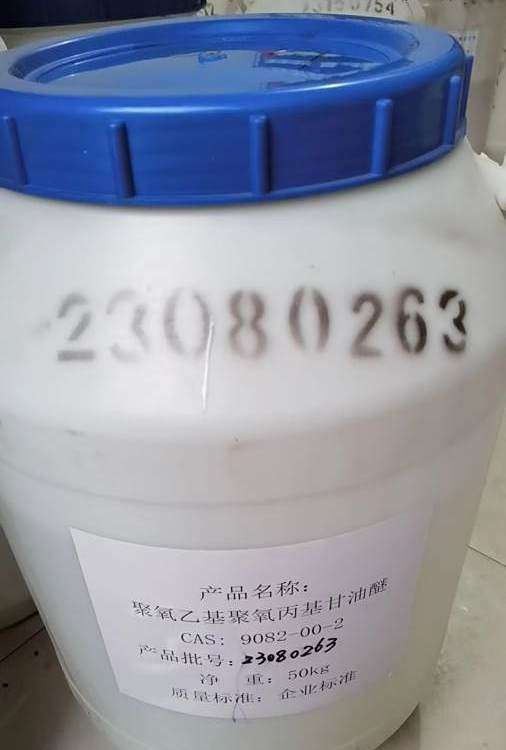 23080263
产品名称:
聚氧乙基聚氧丙基甘油醚
CAS: 9082-00-2
产品批号:23080263
净 重: 50kg
质量标准: 企业标准